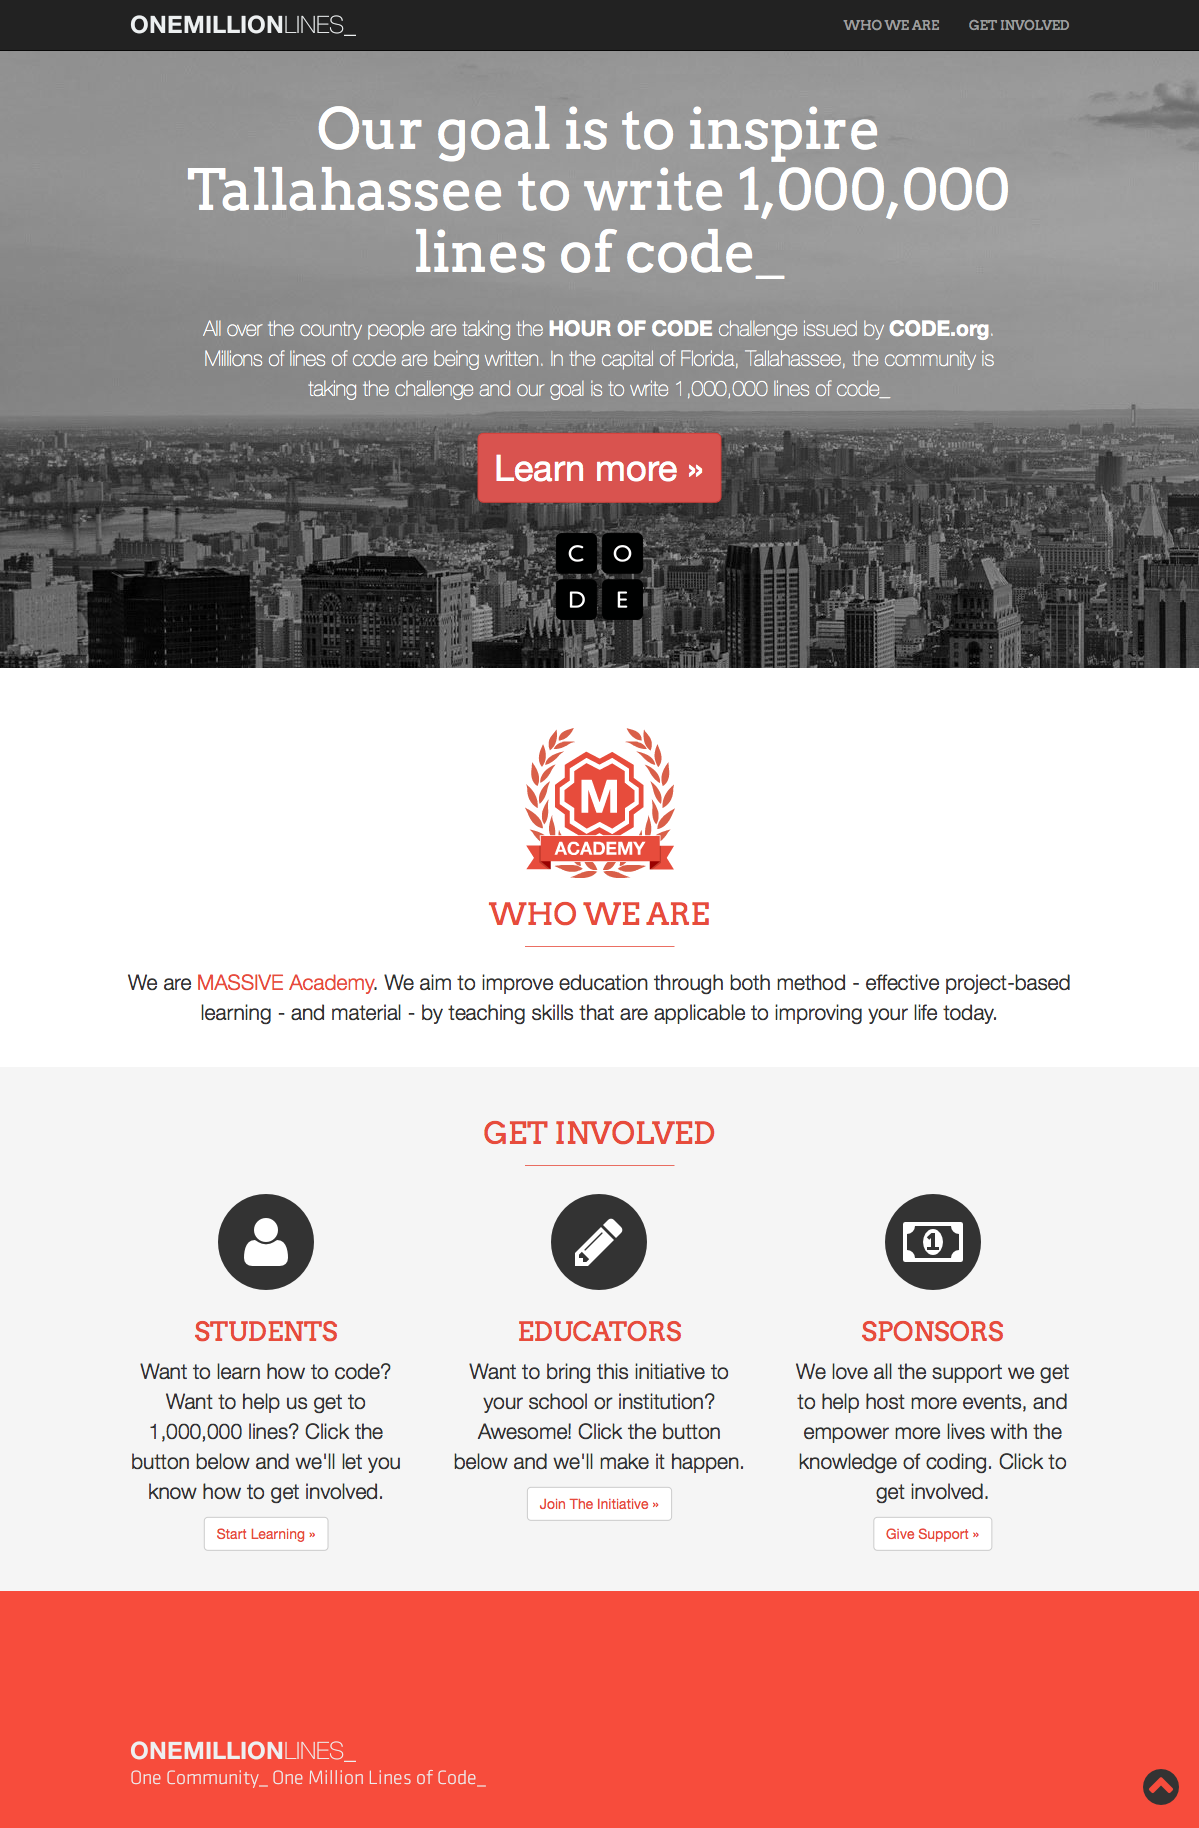 ONEMILLIONLINES_
WHO WE ARE GET INVOLVED
Our goal is to inspire
Tallahassee to write 1,000,000
lines of code_
All over the country people are taking the HOUR OF CODE challenge issued by CODE.org.
Millions of lines of code are being written. In the capital of Florida, Tallahassee, the community is
taking the challenge and our goal is to write 1,000,000 lines of code_
Learn more »
C O
D E
M
ACADEMY
WHO WE ARE
We are MASSIVE Academy. We aim to improve education through both method - effective project-based
learning - and material - by teaching skills that are applicable to improving your life today.
GET INVOLVED
1
STUDENTS
Want to learn how to code?
Want to help us get to
1,000,000 lines? Click the
button below and we'll let you
know how to get involved.
Start Learning »
EDUCATORS
Want to bring this initiative to
your school or institution?
Awesome! Click the button
below and we'll make it happen.
Join The Initiative »
SPONSORS
We love all the support we get
to help host more events, and
empower more lives with the
knowledge of coding. Click to
get involved.
Give Support »
ONEMILLIONLINES_
One Community_ One Million Lines of Code_